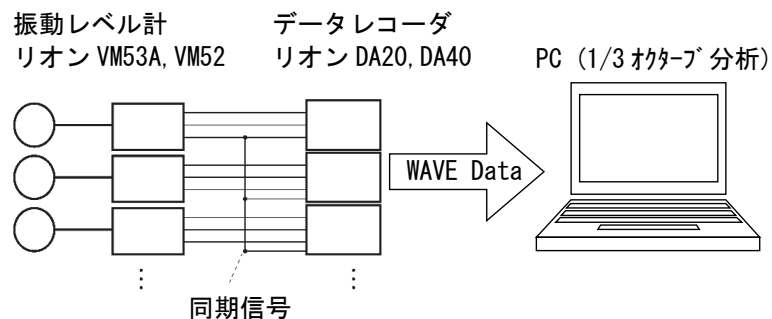 振動レベル計
リオン VM53A, VM52
データレコーダ
リオン DA20, DA40
PC (1/3 ｵｸﾀｰﾌﾞ分析)
WAVE Data
⋮
⋮
同期信号